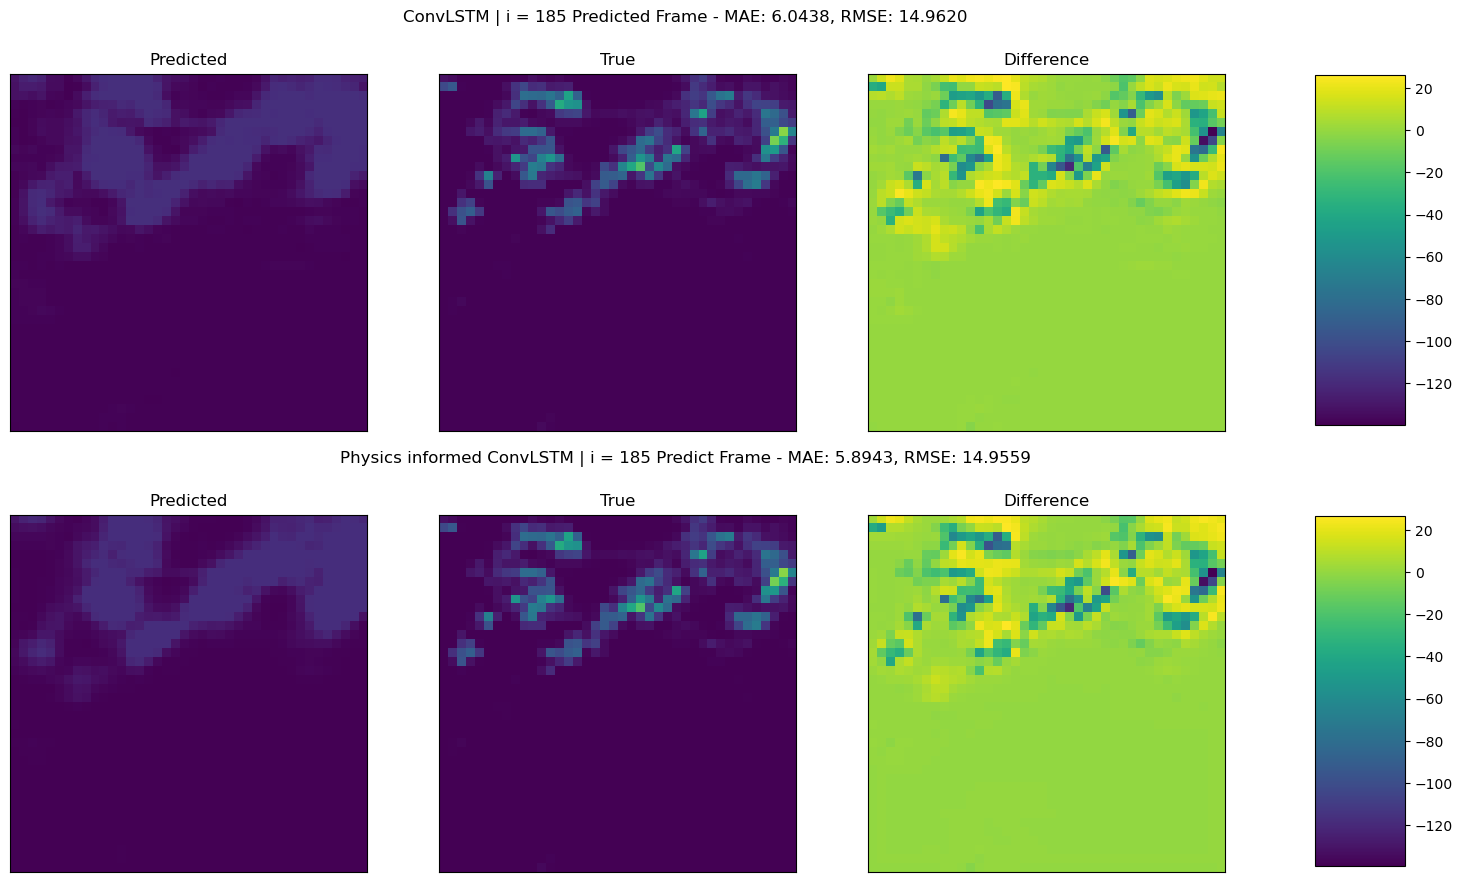 ConvLSTM | i = 185 Predicted Frame - MAE: 6.0438, RMSE: 14.9620
Predicted
True
Difference
20
0
−20
−40
−60
−80
−100
−120
Physics informed ConvLSTM | i = 185 Predict Frame - MAE: 5.8943, RMSE: 14.9559
Predicted
True
Difference
20
0
−20
−40
−60
−80
−100
−120